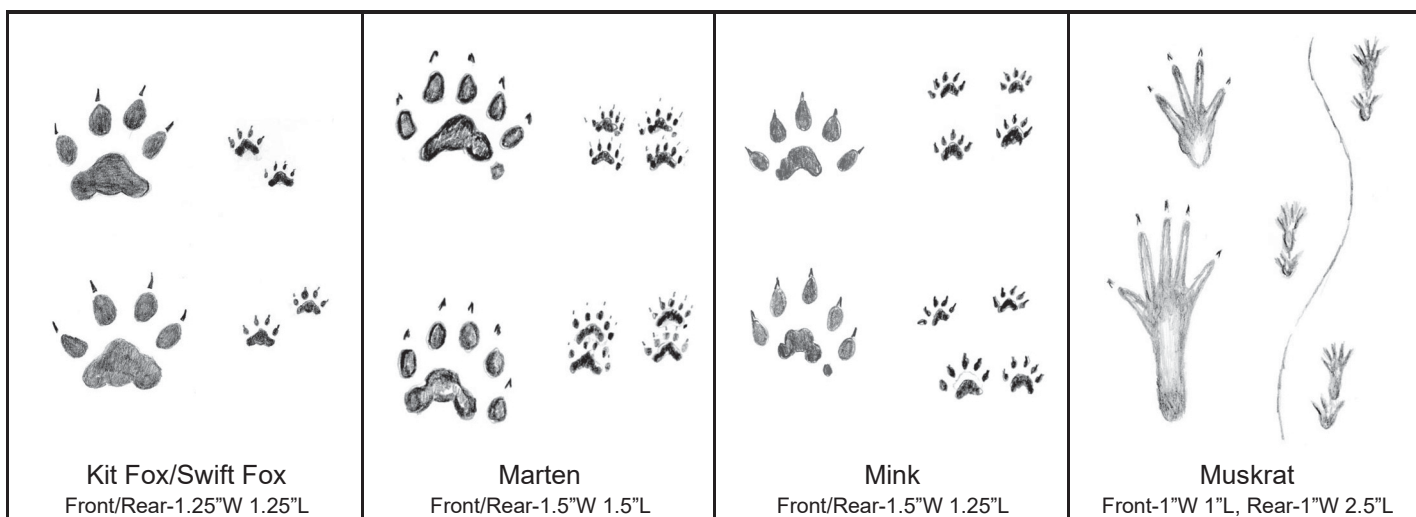 Kit Fox/Swift Fox
Front/Rear-1.25”W 1.25”L
Marten
Front/Rear-1.5”W 1.5”L
Mink
Front/Rear-1.5”W 1.25”L
Muskrat
Front-1”W 1”L, Rear-1”W 2.5”L